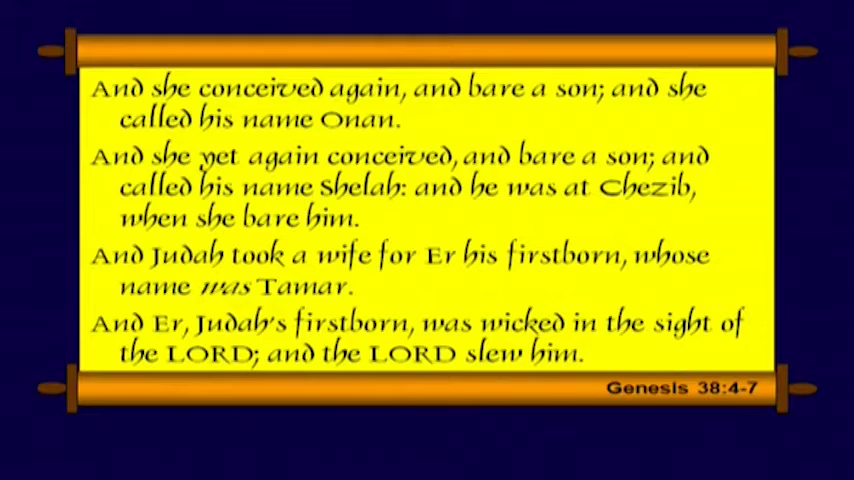 And she conceived again, and bare a son; and she
called his name Onan.
And she yet again conceived, and bare a son; and
called his name Shelah: and he was at Chezib,
when she bare him.
And Judah took a wife for Er his firstborn, whose
name was Tamar.
And Er, Judah's firstborn, was wicked in the sight of
the LORD; and the LORD slew him.
Genesis 38:4-7